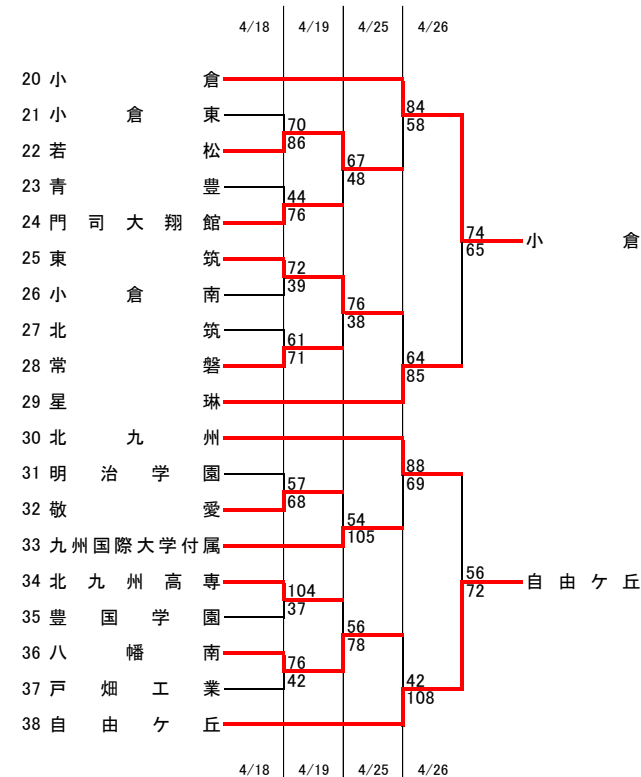 4/18 4/19 4/25 4/26
20 小倉
84
21 小倉東
58
70
22 若松
86
67
23 青豊
48
44
24 門司大翔館
76
74
小倉
25 東筑
65
72
26 小倉南
39
76
38
27 北筑
61
28 常磐
71
64
85
29 星琳
30 北九州
88
31 明治学園
69
57
32 敬愛
68
54
33 九州国際大学付属
105
34 北九州高専
56
自由ケ丘
104
72
35 豊国学園
37
56
36 八幡南
78
76
37 戸畑工業
42
42
108
38 自由ケ丘
4/18 4/19 4/25 4/26